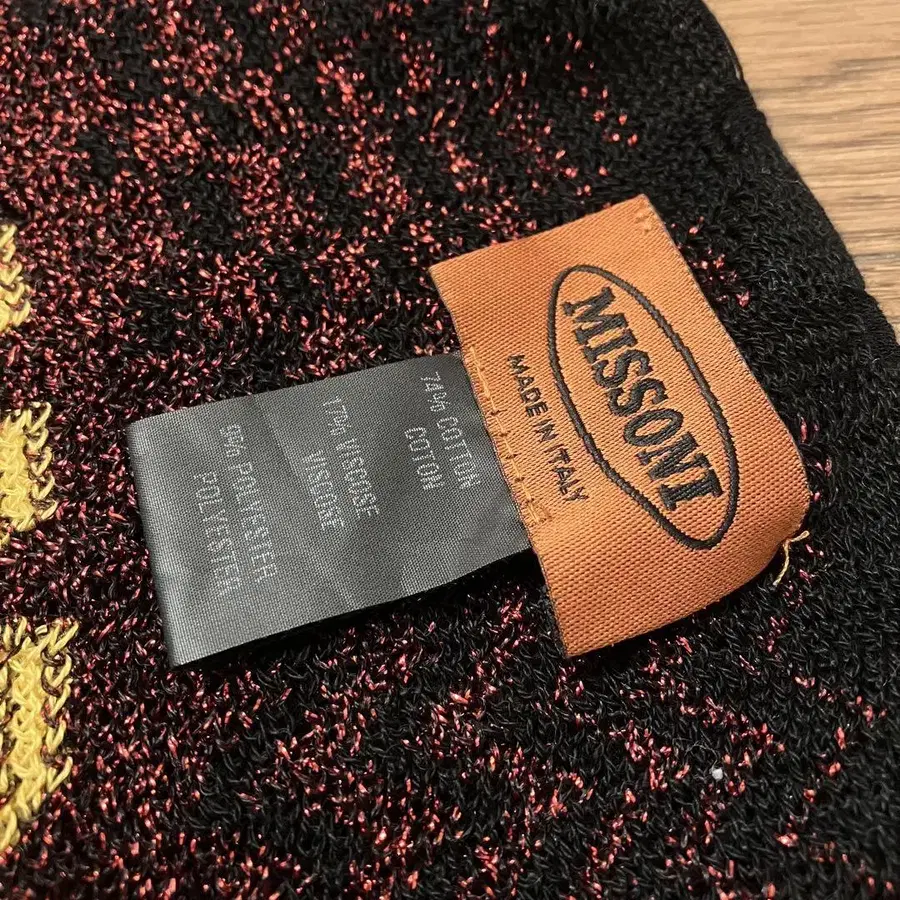 MISSONI
MADE IN ITALY
74% COTTON
COTON
17% VISCOSE
VISCOSE
9% POLYESTER
POLYESTER